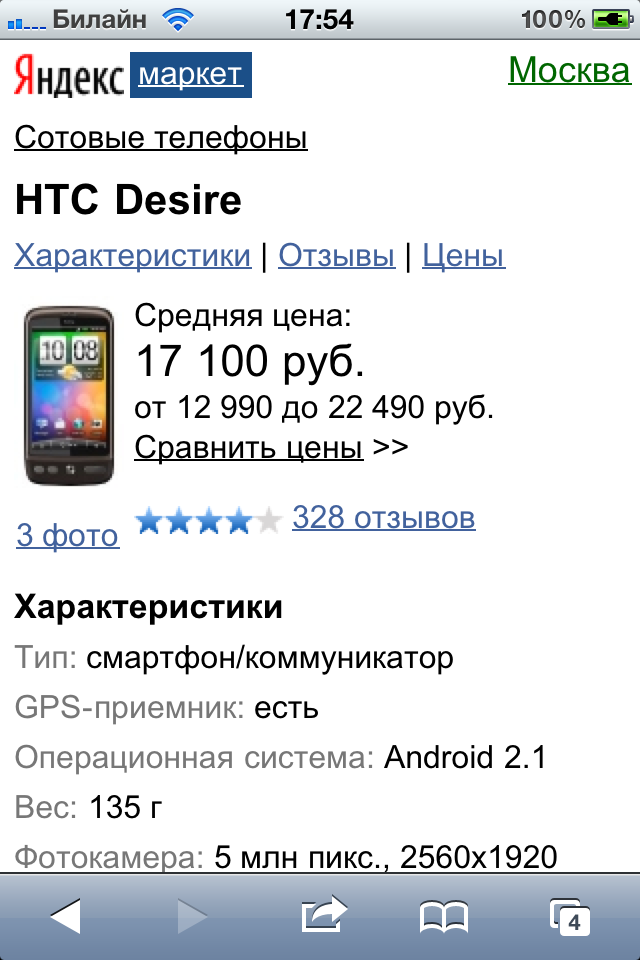 Билайн 17:54 100%
Яндекс маркет Москва
Сотовые телефоны
HTC Desire
Характеристики | Отзывы | Цены
Средняя цена:
17 100 руб.
от 12 990 до 22 490 руб.
Сравнить цены >>
10 08
3 фото
328 отзывов
Характеристики
Тип: смартфон/коммуникатор
GPS-приемник: есть
Операционная система: Android 2.1
Вес: 135 г
Фотокамера: 5 млн пикс., 2560x1920
4